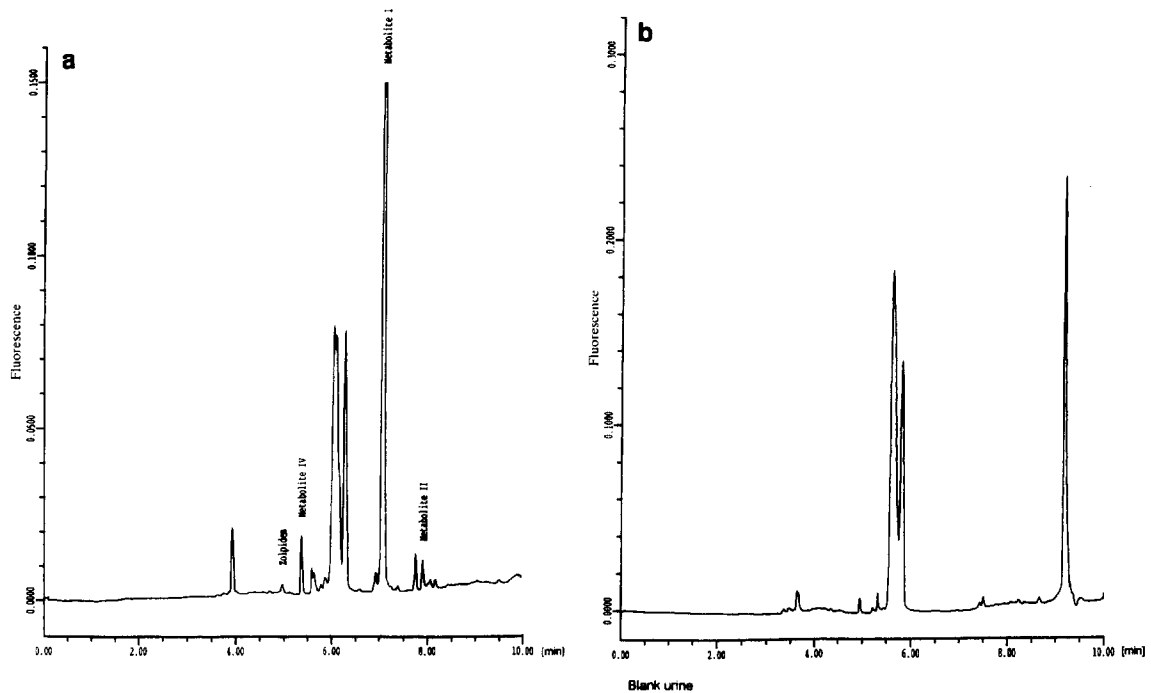 a
Fluorescence
0.1500
0.1000
0.0500
0.0000
Zolpidem
Metabolite IV
Metabolite I
Metabolite II
0.00
2.00
4.00
6.00
8.00
10.00 [min]
b
Fluorescence
0.3000
0.2000
0.1000
0.0000
0.00
2.00
4.00
6.00
8.00
10.00 [min]
Blank urine